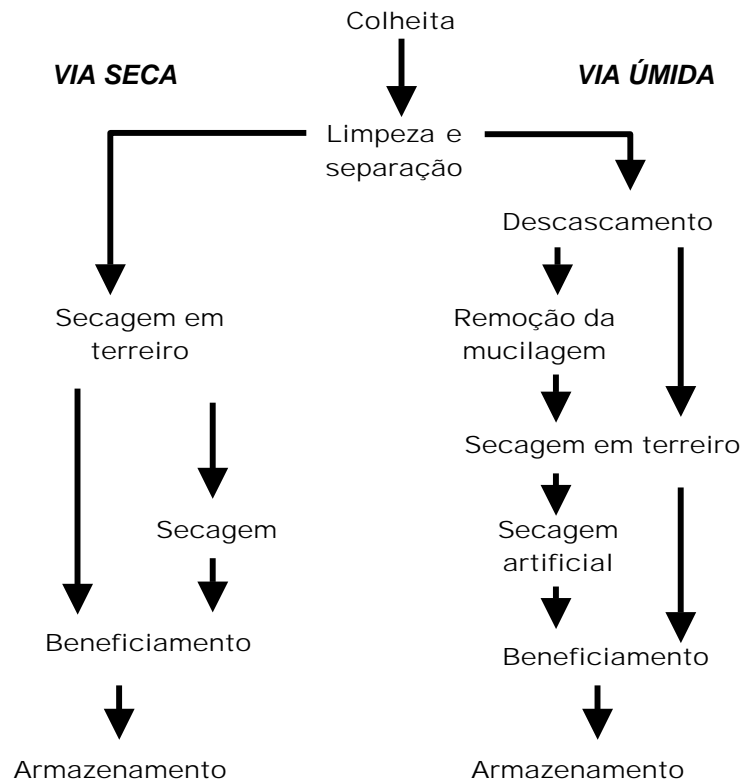 Colheita
VIA SECA
VIA ÚMIDA
Limpeza e
separação
Descascamento
Secagem em
terreiro
Remoção da
mucilagem
Secagem em terreiro
Secagem
Secagem
artificial
Beneficiamento
Beneficiamento
Armazenamento
Armazenamento